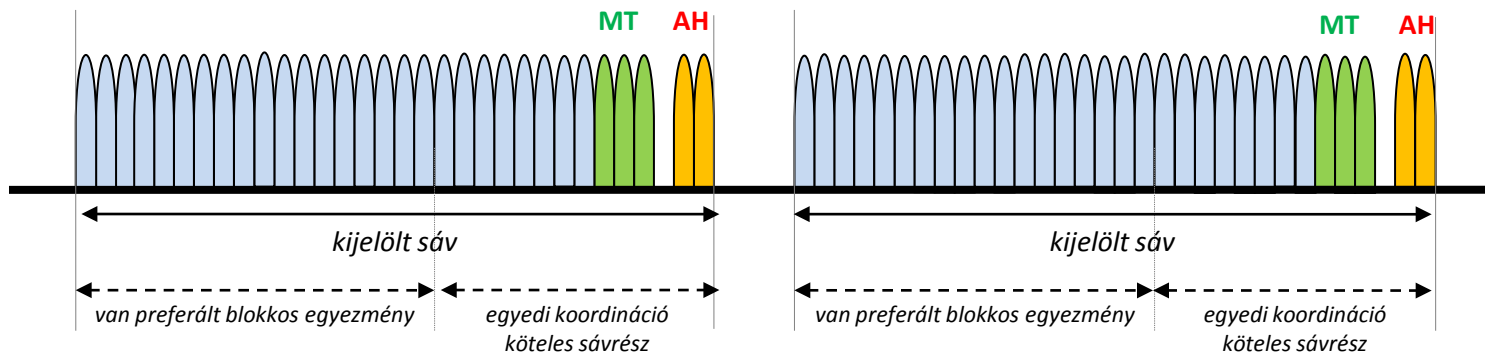 MT AH MT AH
kijelölt sáv kijelölt sáv
van preferált blokkos egyezmény egyedi koordináció van preferált blokkos egyezmény egyedi koordináció
köteles sávrész köteles sávrész